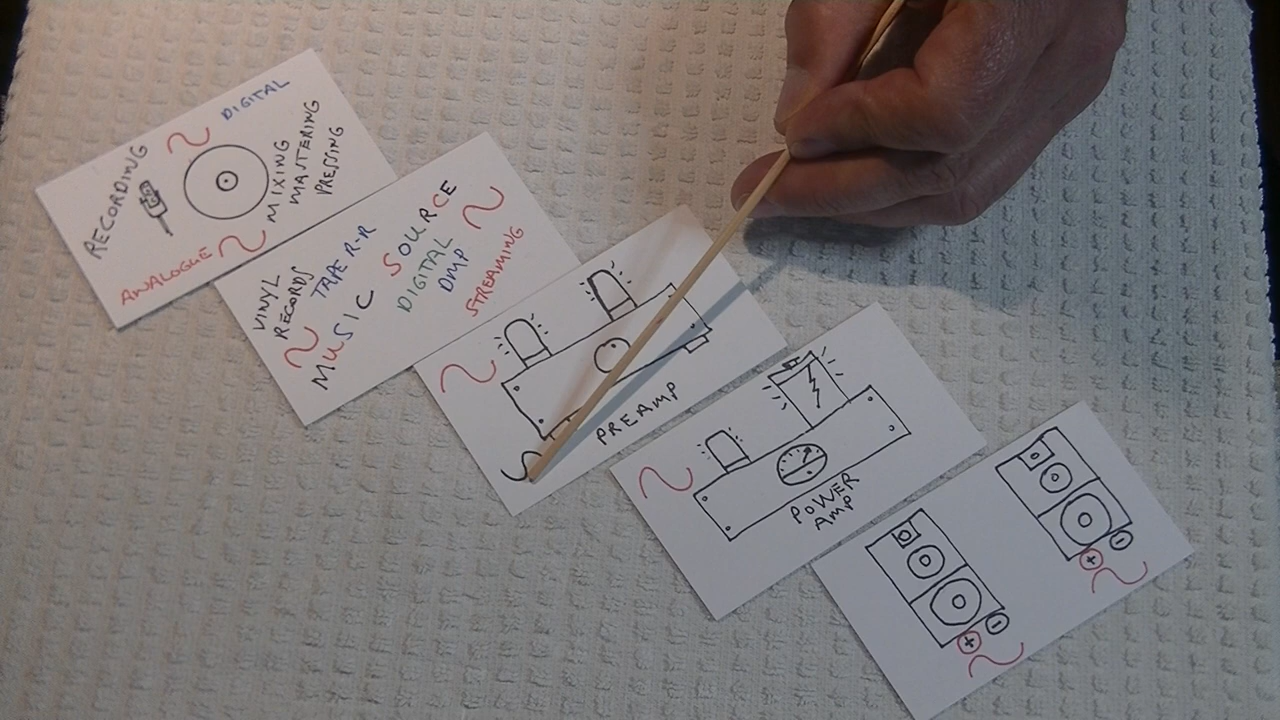 RECORDING
DIGITAL
MIXING
MASTERING
PRESSING
ANALOGUE
VINYL
RECORDS
TAPE R-R
MUSIC
SOURCE
DIGITAL
DMP
STREAMING
PREAMP
POWER
AMP
+
-
+
-